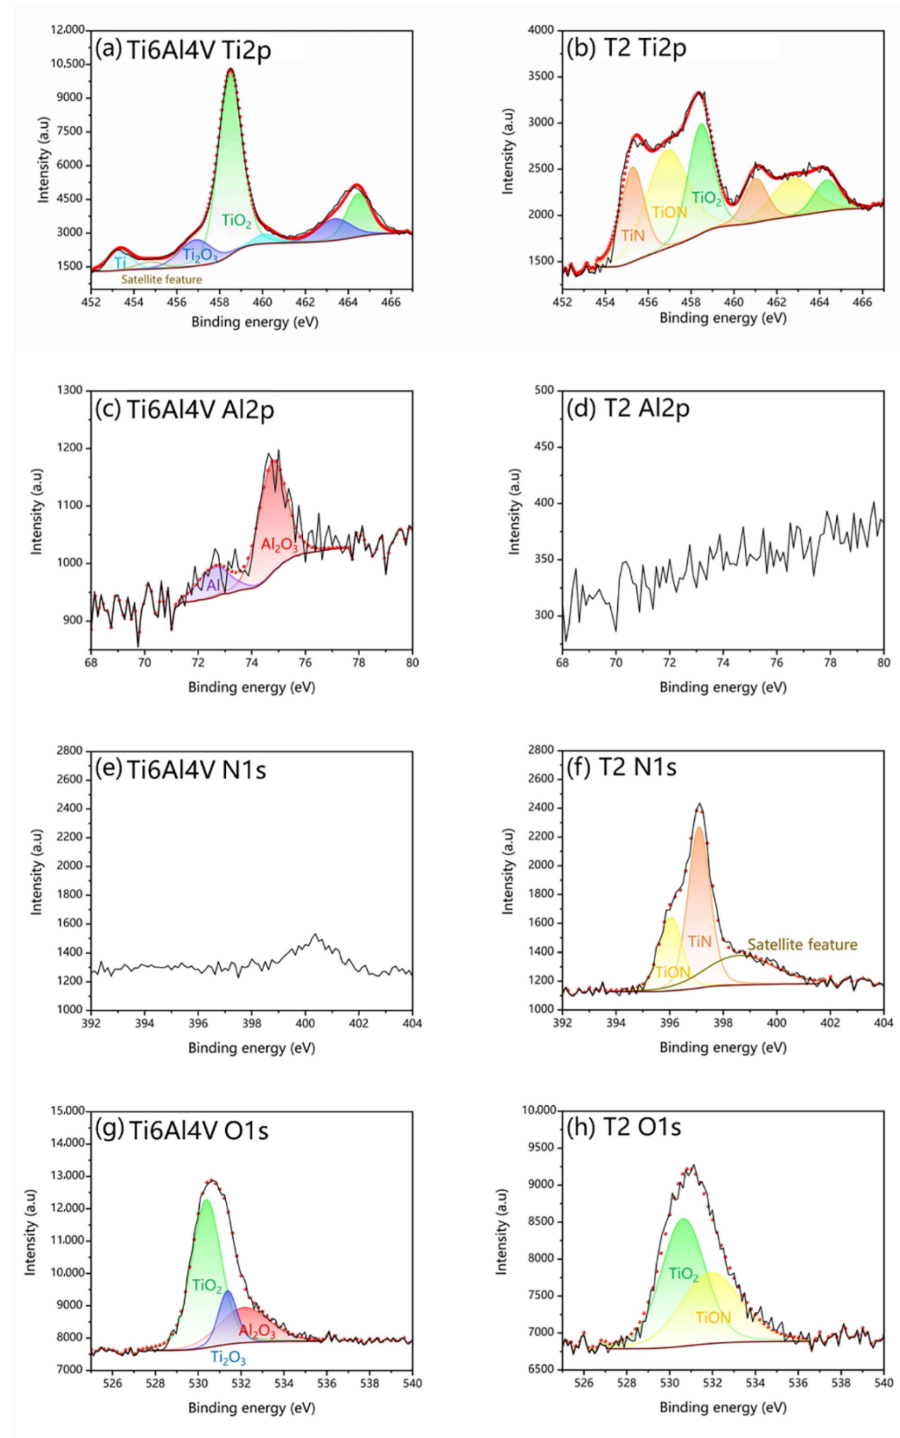 (a) Ti6Al4V Ti2p
12,000
10,500
9000
7500
6000
4500
3000
1500
Intensity (a.u)
TiO2
Ti
Ti2O3
Satellite feature
452 454 456 458 460 462 464 466
Binding energy (eV)
(b) T2 Ti2p
4000
3500
3000
2500
2000
1500
Intensity (a.u)
TiN
TiON
TiO2
452 454 456 458 460 462 464 466
Binding energy (eV)
(c) Ti6Al4V Al2p
1300
1200
1100
1000
900
Intensity (a.u)
Al2O3
Al
68 70 72 74 76 78 80
Binding energy (eV)
(d) T2 Al2p
500
450
400
350
300
Intensity (a.u)
68 70 72 74 76 78 80
Binding energy (eV)
(e) Ti6Al4V N1s
2800
2600
2400
2200
2000
1800
1600
1400
1200
1000
Intensity (a.u)
392 394 396 398 400 402 404
Binding energy (eV)
(f) T2 N1s
2800
2600
2400
2200
2000
1800
1600
1400
1200
1000
Intensity (a.u)
TiN
Satellite feature
TiON
392 394 396 398 400 402 404
Binding energy (eV)
(g) Ti6Al4V O1s
15,000
14,000
13,000
12,000
11,000
10,000
9000
8000
7000
Intensity (a.u)
TiO2
Al2O3
Ti2O3
526 528 530 532 534 536 538 540
Binding energy (eV)
(h) T2 O1s
10,000
9500
9000
8500
8000
7500
7000
6500
Intensity (a.u)
TiO2
TiON
526 528 530 532 534 536 538 540
Binding energy (eV)